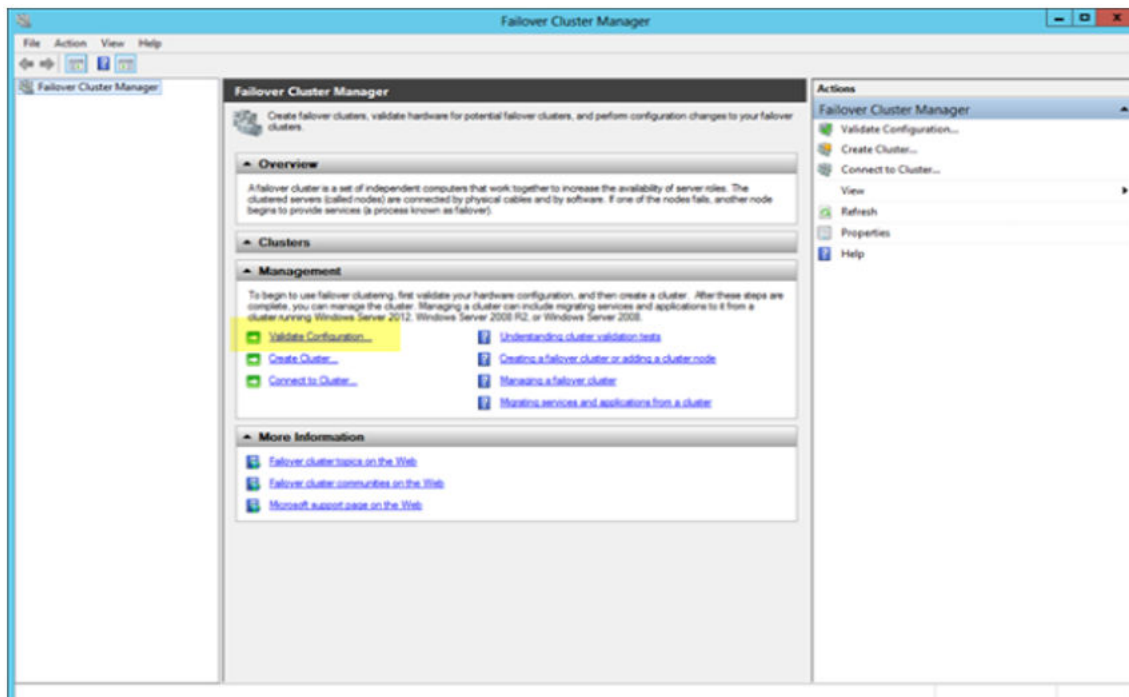 Failover Cluster Manager
File Action View Help
Failover Cluster Manager
Failover Cluster Manager
Create failover clusters, validate hardware for potential failover clusters, and perform configuration changes to your failover
clusters.
Overview
A failover cluster is a set of independent computers that work together to increase the availability of server roles. The
clustered servers (called nodes) are connected by physical cables and by software. If one of the nodes fails, another node
begins to provide services (a process known as failover).
Clusters
Management
To begin to use failover clustering, first validate your hardware configuration, and then create a cluster. After these steps are
complete, you can manage the cluster. Managing a cluster can include migrating services and applications to it from a
cluster running Windows Server 2012, Windows Server 2008 R2, or Windows Server 2008.
Validate Configuration...
Understanding cluster validation tests
Create Cluster...
Creating a failover cluster or adding a cluster node
Connect to Cluster...
Managing a failover cluster
Migrating services and applications from a cluster
More Information
Failover cluster topics on the Web
Failover cluster communities on the Web
Microsoft support page on the Web
Actions
Failover Cluster Manager
Validate Configuration...
Create Cluster...
Connect to Cluster...
View
Refresh
Properties
Help